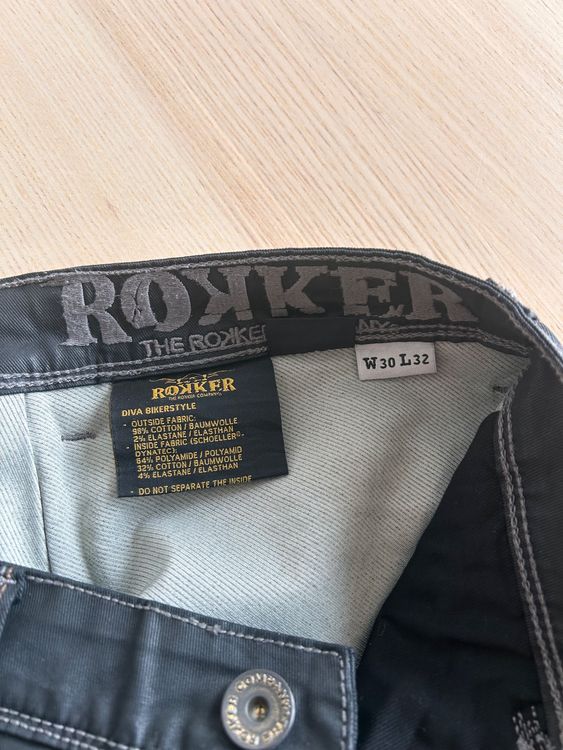 ROKKER
THE ROKKER
W30 L32
ROKKER
THE ROKKER COMPANY
DIVA BIKERSTYLE
- OUTSIDE FABRIC:
98% COTTON / BAUMWOLLE
2% ELASTANE / ELASTHAN
- INSIDE FABRIC (SCHOELLER®-
DYNATEC):
64% POLYAMIDE / POLYAMID
32% COTTON / BAUMWOLLE
4% ELASTANE / ELASTHAN
- DO NOT SEPARATE THE INSIDE